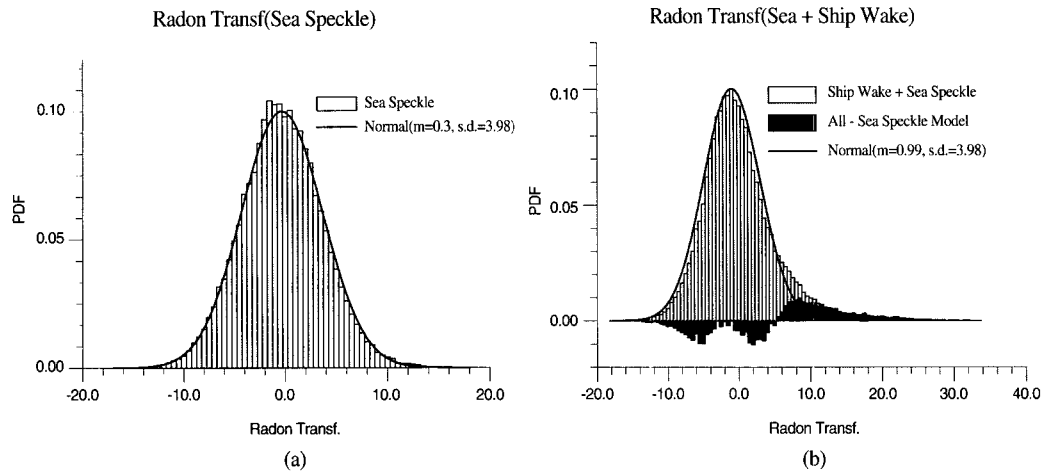 Radon Transf(Sea Speckle)
0.10
0.05
0.00
PDF
Sea Speckle
Normal(m=0.3, s.d.=3.98)
-20.0 -10.0 0.0 10.0 20.0
Radon Transf.
(a)
Radon Transf(Sea + Ship Wake)
0.10
0.05
0.00
PDF
Ship Wake + Sea Speckle
All - Sea Speckle Model
Normal(m=0.99, s.d.=3.98)
-20.0 -10.0 0.0 10.0 20.0 30.0 40.0
Radon Transf.
(b)